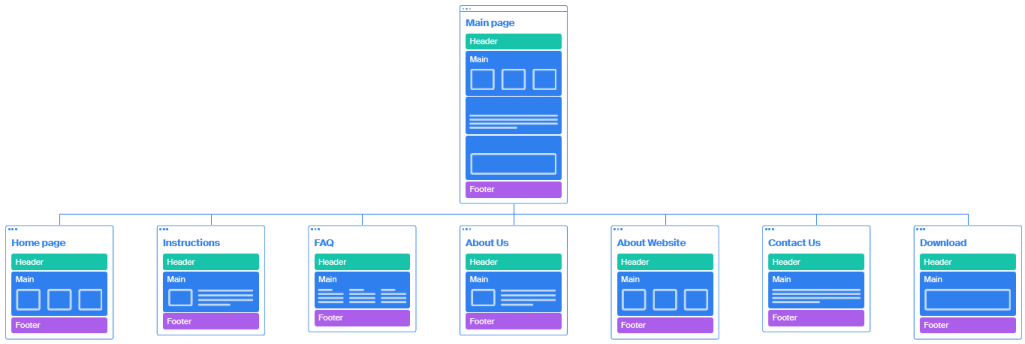 Main page
Header
Main
Footer
Home page
Header
Main
Footer
Instructions
Header
Main
Footer
FAQ
Header
Main
Footer
About Us
Header
Main
Footer
About Website
Header
Main
Footer
Contact Us
Header
Main
Footer
Download
Header
Main
Footer